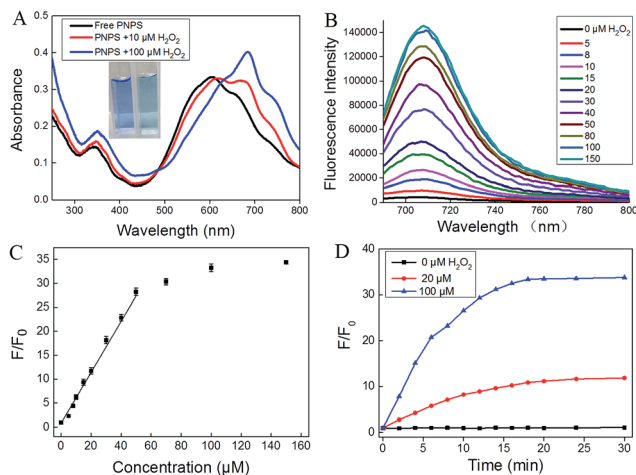 A
Free PNPS
PNPS +10 µM H₂O₂
PNPS +100 µM H₂O₂
Absorbance
0.4
0.3
0.2
0.1
0.0
300 400 500 600 700 800
Wavelength (nm)
B
0 µM H₂O₂
5
8
10
15
20
30
40
50
80
100
150
Fluorescence Intensity
140000
120000
100000
80000
60000
40000
20000
0
700 720 740 760 780 800
Wavelength (nm)
C
F/F₀
35
30
25
20
15
10
5
0
0 20 40 60 80 100 120 140 160
Concentration (µM)
D
0 µM H₂O₂
20 µM
100 µM
F/F₀
40
30
20
10
0
0 5 10 15 20 25 30
Time (min)